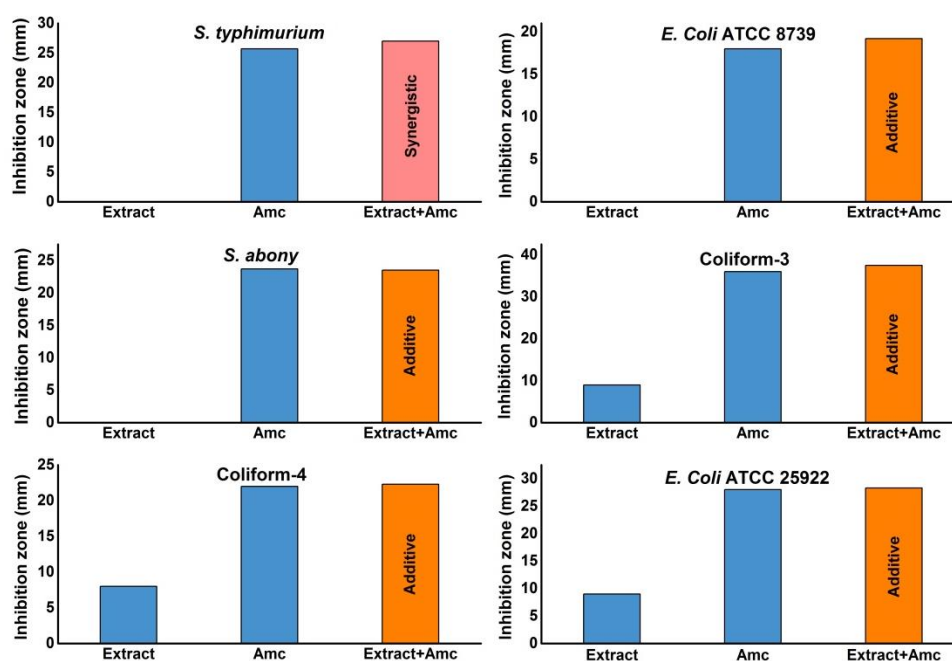 S. typhimurium
Inhibition zone (mm)
30
25
20
15
10
5
0
Synergistic
Extract
Amc
Extract+Amc
E. Coli ATCC 8739
Inhibition zone (mm)
20
15
10
5
0
Additive
Extract
Amc
Extract+Amc
S. abony
Inhibition zone (mm)
25
20
15
10
5
0
Additive
Extract
Amc
Extract+Amc
Coliform-3
Inhibition zone (mm)
40
30
20
10
0
Additive
Extract
Amc
Extract+Amc
Coliform-4
Inhibition zone (mm)
25
20
15
10
5
0
Additive
Extract
Amc
Extract+Amc
E. Coli ATCC 25922
Inhibition zone (mm)
30
25
20
15
10
5
0
Additive
Extract
Amc
Extract+Amc